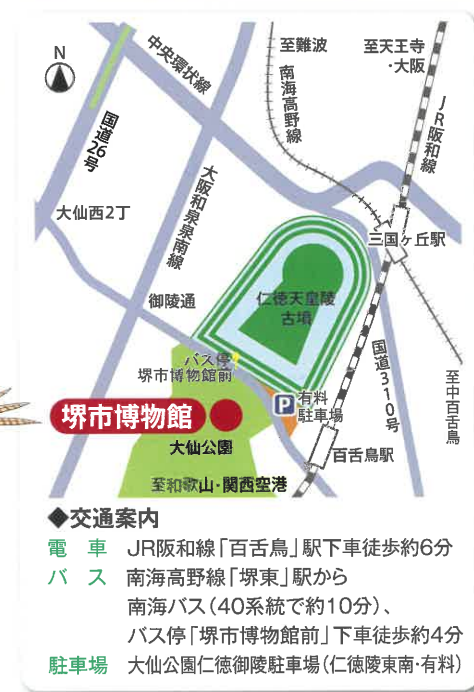 N
中央環状線
至難波
至天王寺
・大阪
南海高野線
JR阪和線
国道26号
大阪和泉泉南線
大仙西2丁
三国ヶ丘駅
御陵通
仁徳天皇陵
古墳
バス停
堺市博物館前
国道310号
至中百舌鳥
堺市博物館
P
有料
駐車場
大仙公園
百舌鳥駅
至和歌山・関西空港
◆交通案内
電　車　JR阪和線「百舌鳥」駅下車徒歩約6分
バ　ス　南海高野線「堺東」駅から
南海バス（40系統で約10分）、
バス停「堺市博物館前」下車徒歩約4分
駐車場　大仙公園仁徳御陵駐車場（仁徳陵東南・有料）